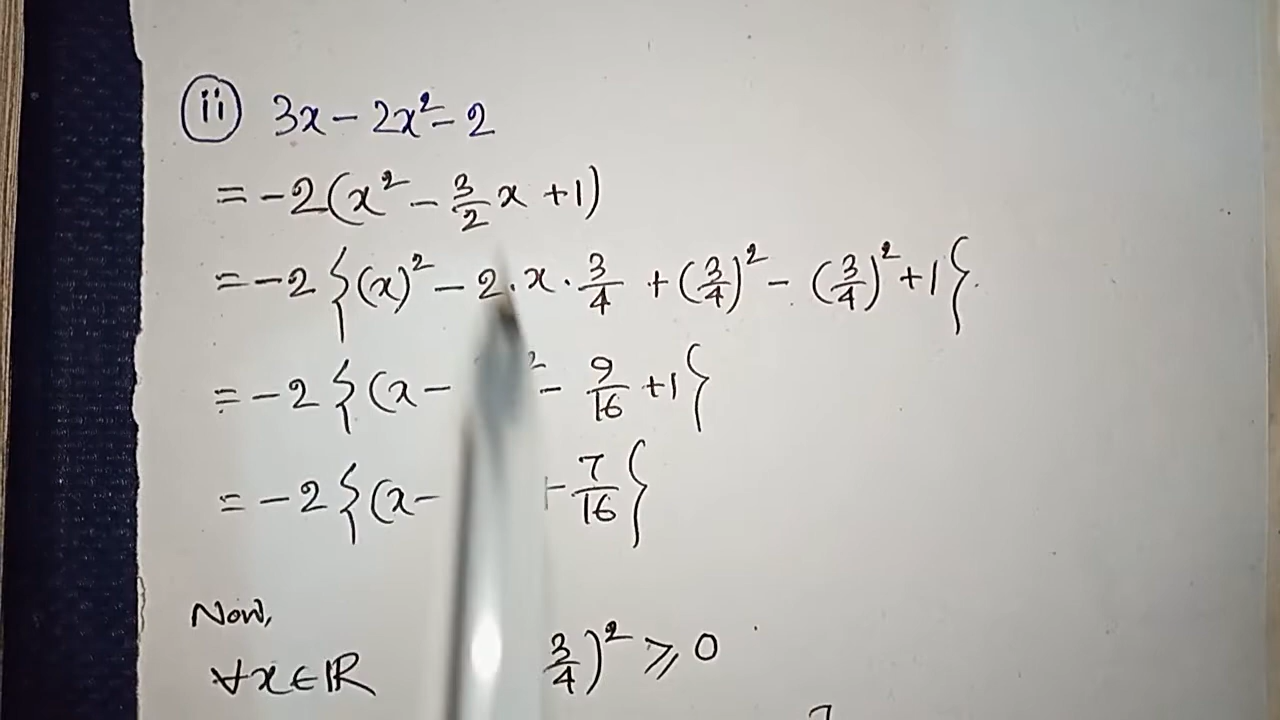 (ii) 3x - 2x² - 2
= -2(x² - 3/2 x + 1)
= -2{(x)² - 2·x·3/4 + (3/4)² - (3/4)² + 1}
= -2{(x- ² - 9/16 + 1}
= -2{(x- 7/16}
Now,
∀x∈ℝ 3/4)² ⩾ 0